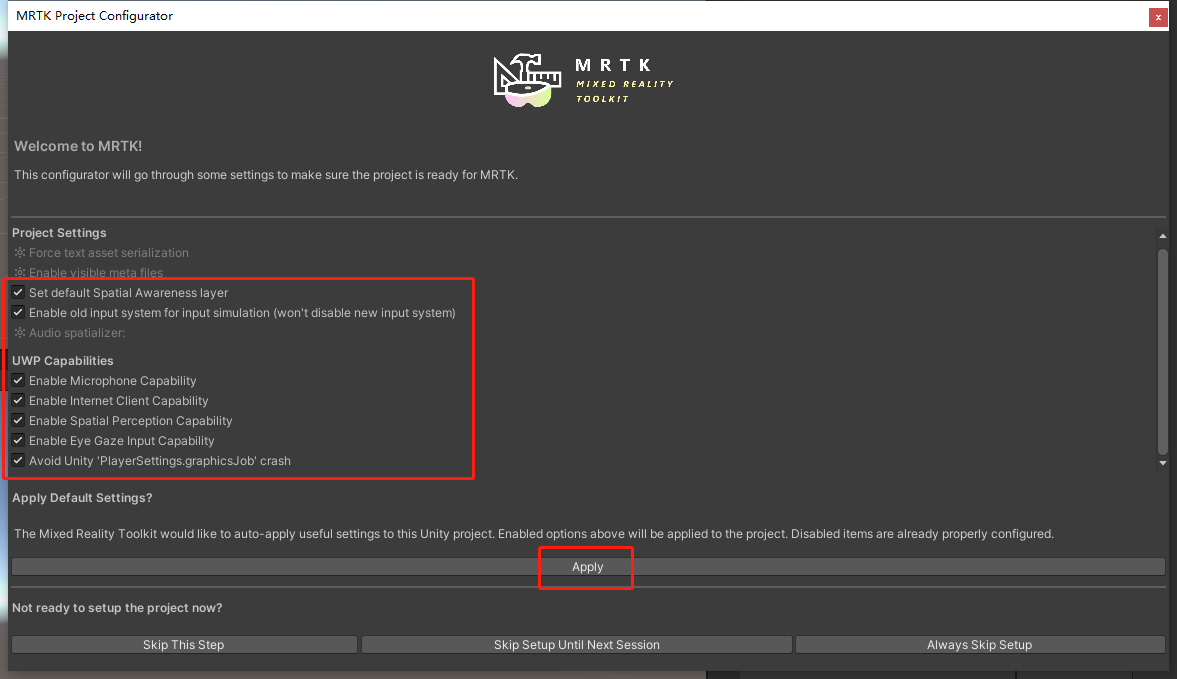 MRTK Project Configurator
x
MRTK
MIXED REALITY
TOOLKIT
Welcome to MRTK!
This configurator will go through some settings to make sure the project is ready for MRTK.
Project Settings
Force text asset serialization
Enable visible meta files
Set default Spatial Awareness layer
Enable old input system for input simulation (won't disable new input system)
Audio spatializer:
UWP Capabilities
Enable Microphone Capability
Enable Internet Client Capability
Enable Spatial Perception Capability
Enable Eye Gaze Input Capability
Avoid Unity 'PlayerSettings.graphicsJob' crash
Apply Default Settings?
The Mixed Reality Toolkit would like to auto-apply useful settings to this Unity project. Enabled options above will be applied to the project. Disabled items are already properly configured.
Apply
Not ready to setup the project now?
Skip This Step
Skip Setup Until Next Session
Always Skip Setup